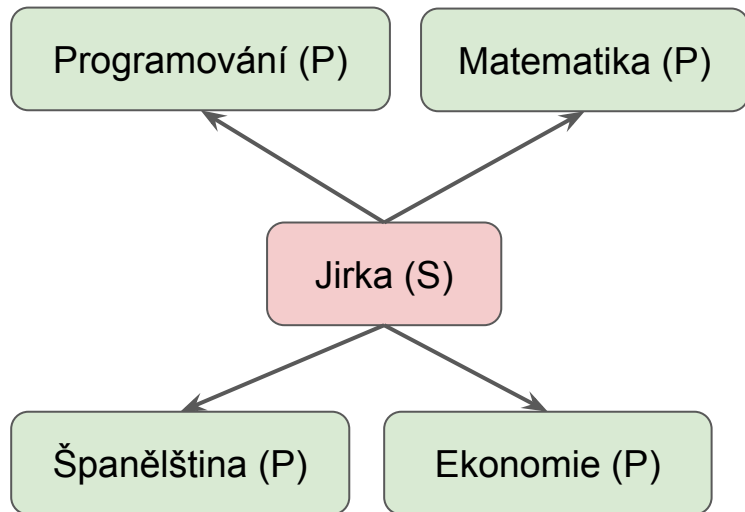 Programování (P)
Matematika (P)
Jirka (S)
Španělština (P)
Ekonomie (P)